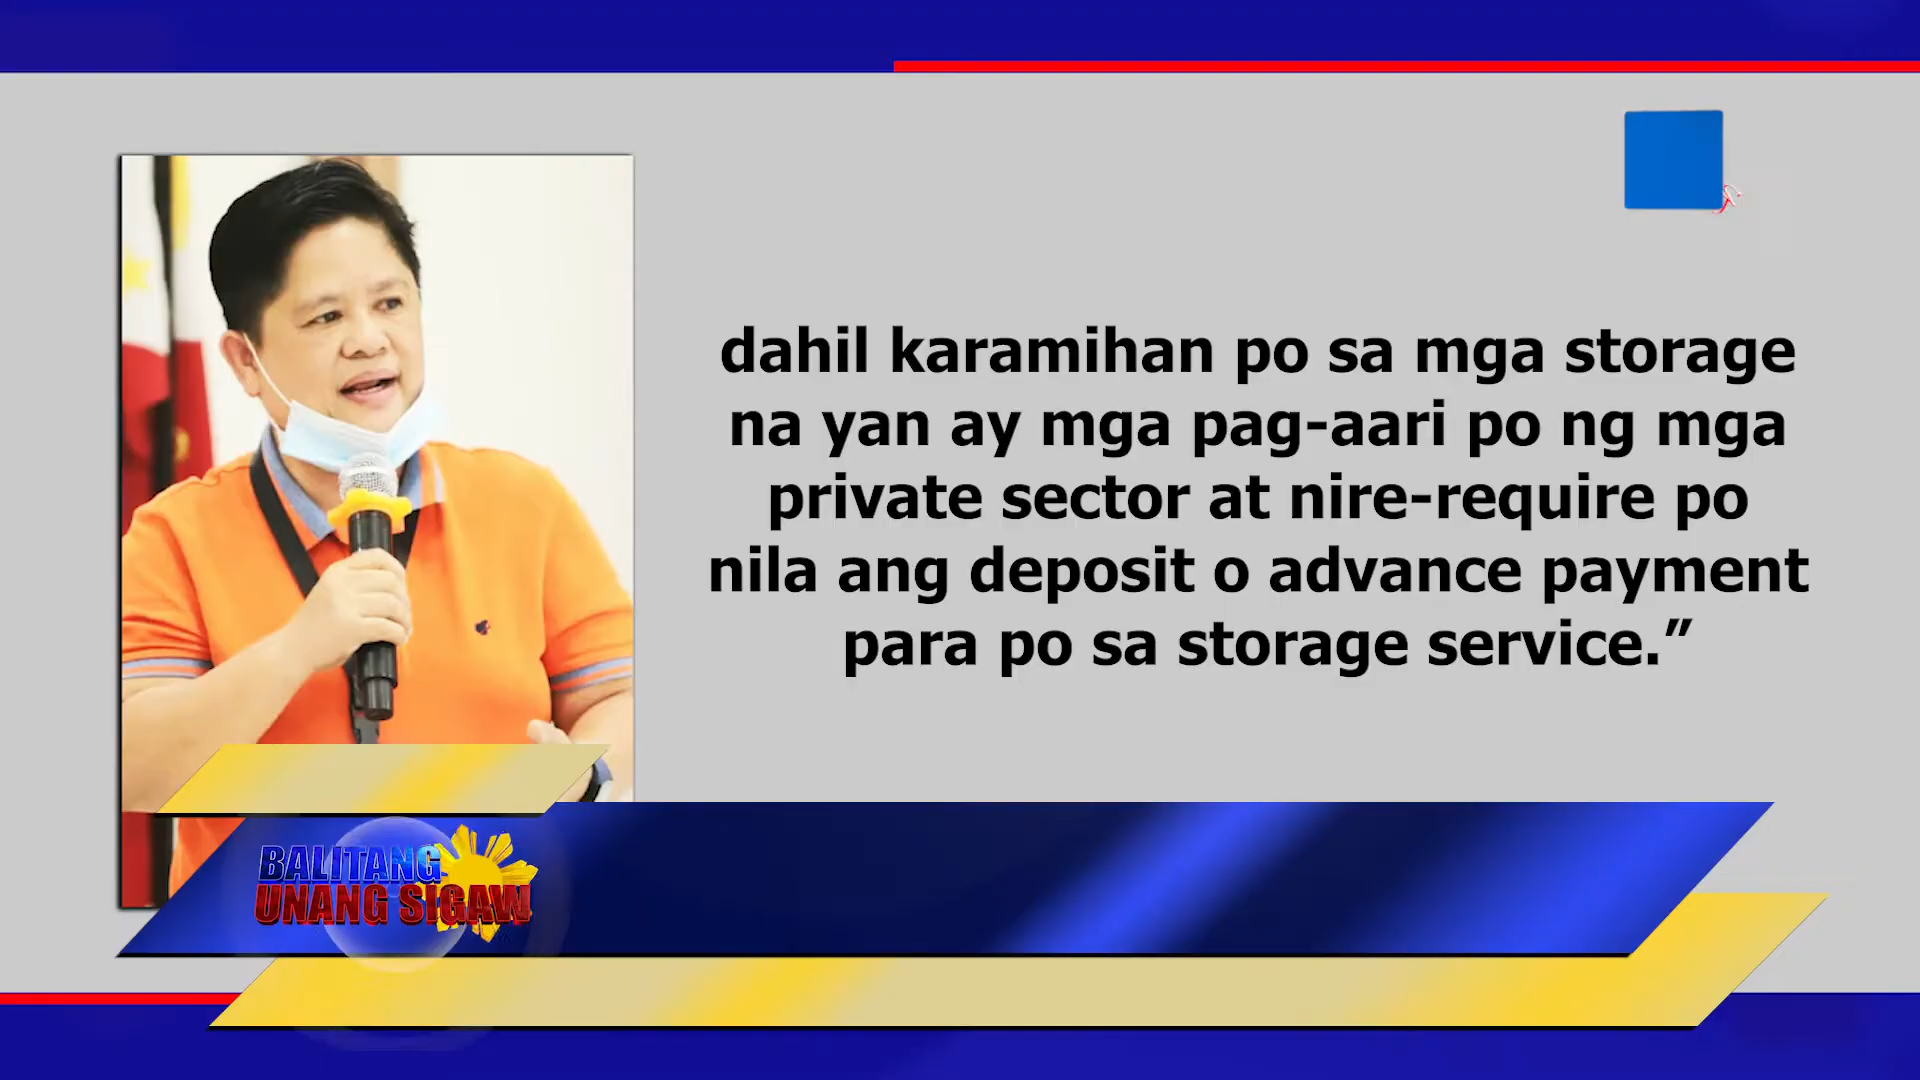 dahil karamihan po sa mga storage
na yan ay mga pag-aari po ng mga
private sector at nire-require po
nila ang deposit o advance payment
para po sa storage service.”
BALITANG
UNANG SIGAW